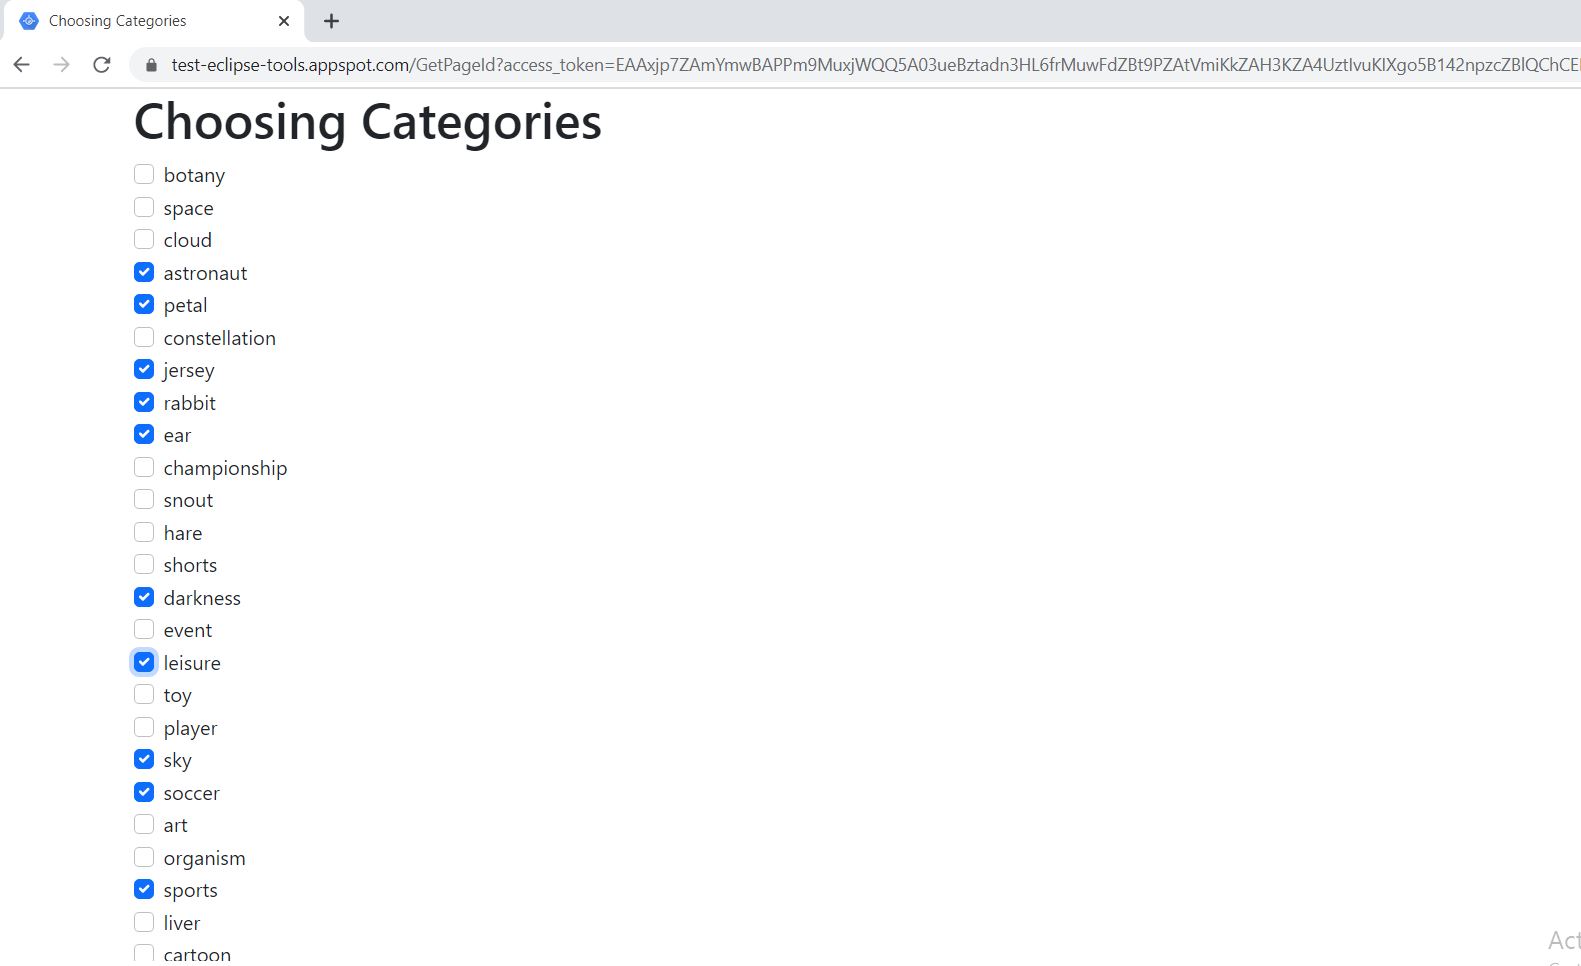 Choosing Categories
test-eclipse-tools.appspot.com/GetPageId?access_token=EAAxjp7ZAmYmwBAPPm9MuxjWQQ5A03ueBztadn3HL6frMuwFdZBt9PZAtVmiKkZAH3KZA4UztIvuKlXgo5B142npzcZBlQChCE
Choosing Categories
botany
space
cloud
astronaut
petal
constellation
jersey
rabbit
ear
championship
snout
hare
shorts
darkness
event
leisure
toy
player
sky
soccer
art
organism
sports
liver
cartoon
Act